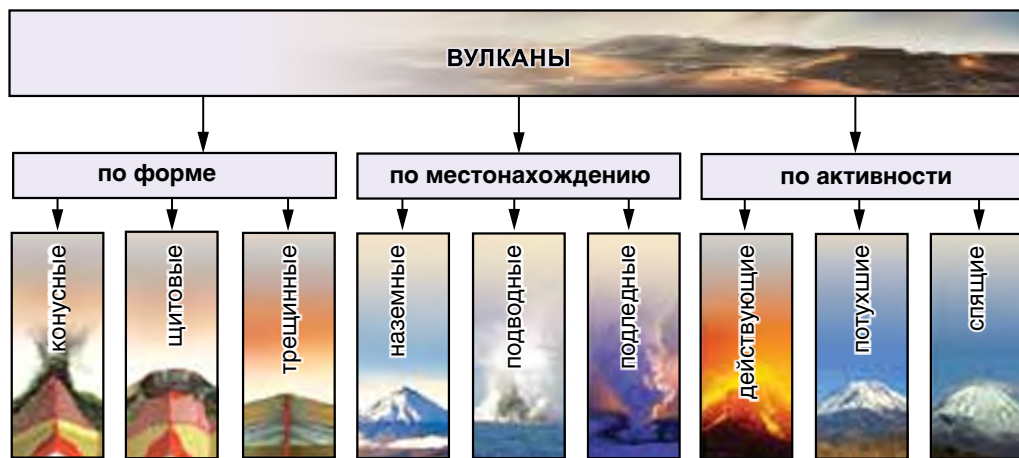 ВУЛКАНЫ
по форме
по местонахождению
по активности
конусные
щитовые
трещинные
наземные
подводные
подледные
действующие
потухшие
спящие